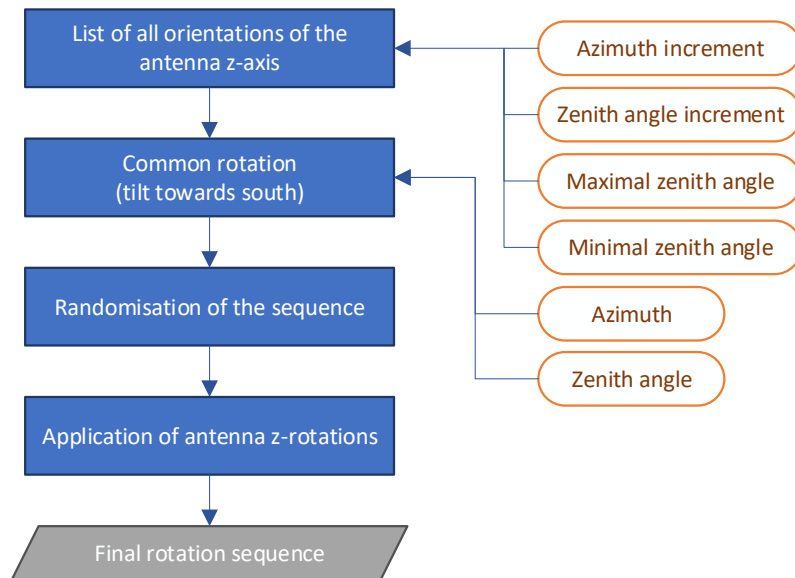 List of all orientations of the
antenna z-axis
Common rotation
(tilt towards south)
Randomisation of the sequence
Application of antenna z-rotations
Final rotation sequence
Azimuth increment
Zenith angle increment
Maximal zenith angle
Minimal zenith angle
Azimuth
Zenith angle